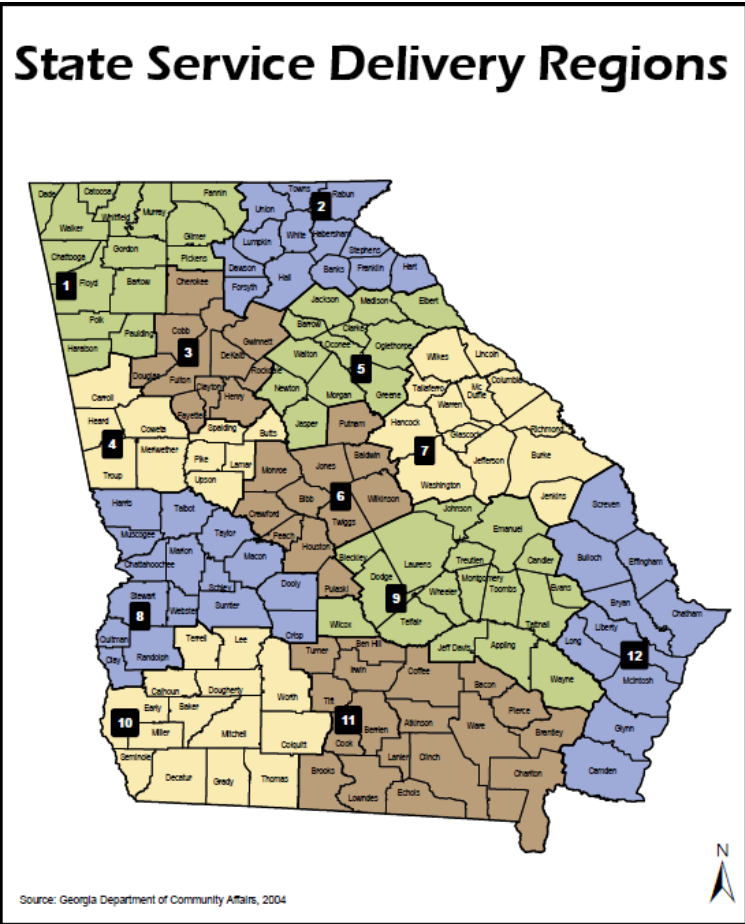 State Service Delivery Regions
Dade
Catoosa
Fannin
Towns
Rabun
Whitfield
Murray
Union
2
Walker
Gilmer
White
Habersham
Lumpkin
Stephens
Chattooga
Gordon
Pickens
Dawson
Banks
Franklin
Hart
1
Floyd
Bartow
Cherokee
Forsyth
Hall
Jackson
Madison
Elbert
Polk
Paulding
Cobb
Barrow
Clarke
Oconee
Oglethorpe
Haralson
3
Gwinnett
DeKalb
Walton
Wilkes
Lincoln
Douglas
Fulton
Rockdale
5
Clayton
Newton
Morgan
Greene
Taliaferro
Mc
Duffie
Columbia
Carroll
Henry
Warren
Heard
Fayette
Coweta
Spalding
Butts
Jasper
Putnam
Hancock
Glascock
Richmond
4
Meriwether
Pike
Lamar
Monroe
Jones
Baldwin
7
Jefferson
Burke
Troup
Upson
Bibb
6
Wilkinson
Washington
Jenkins
Harris
Talbot
Crawford
Twiggs
Johnson
Emanuel
Screven
Muscogee
Taylor
Peach
Houston
Marion
Macon
Bleckley
Laurens
Treutlen
Candler
Bulloch
Effingham
Chattahoochee
Schley
Dooly
Pulaski
Dodge
Montgomery
Toombs
Evans
Stewart
Webster
Sumter
9
Wheeler
Bryan
Chatham
8
Wilcox
Telfair
Tattnall
Liberty
Quitman
Terrell
Lee
Crisp
Ben Hill
Jeff Davis
Appling
Long
12
Clay
Randolph
Turner
Irwin
Coffee
Wayne
McIntosh
Calhoun
Dougherty
Worth
Bacon
Early
Baker
Tift
Pierce
10
Miller
Mitchell
11
Berrien
Atkinson
Ware
Brantley
Glynn
Colquitt
Cook
Seminole
Decatur
Grady
Thomas
Brooks
Lanier
Clinch
Charlton
Camden
Lowndes
Echols
N
Source: Georgia Department of Community Affairs, 2004